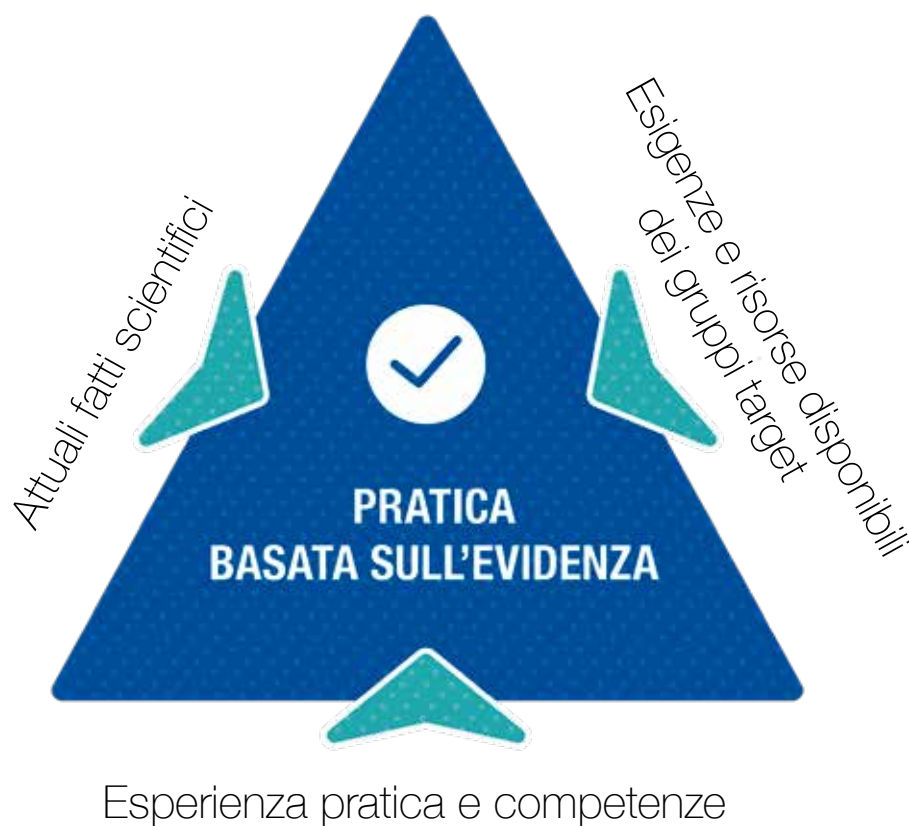 Attuali fatti scientifici
Esigenze e risorse disponibili
dei gruppi target
PRATICA
BASATA SULL'EVIDENZA
Esperienza pratica e competenze